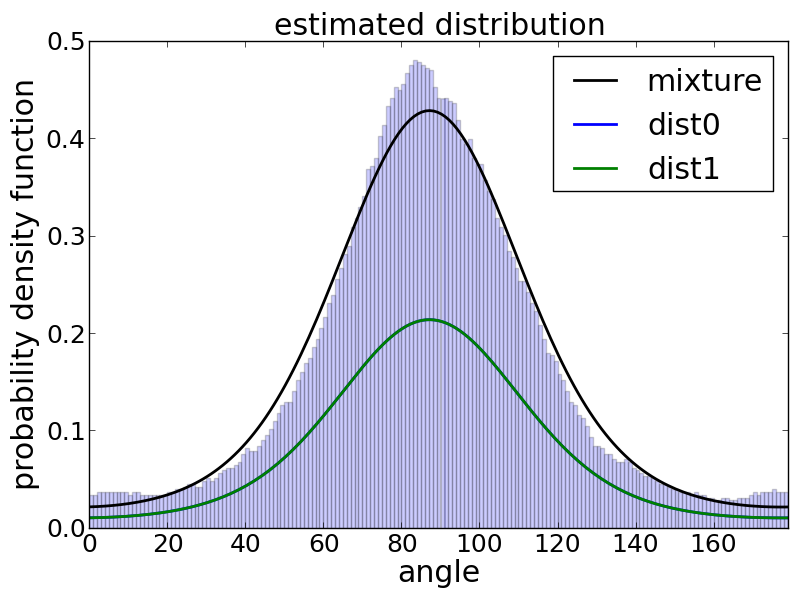 estimated distribution
probability density function
0.5
0.4
0.3
0.2
0.1
0.0
mixture
dist0
dist1
0 20 40 60 80 100 120 140 160
angle